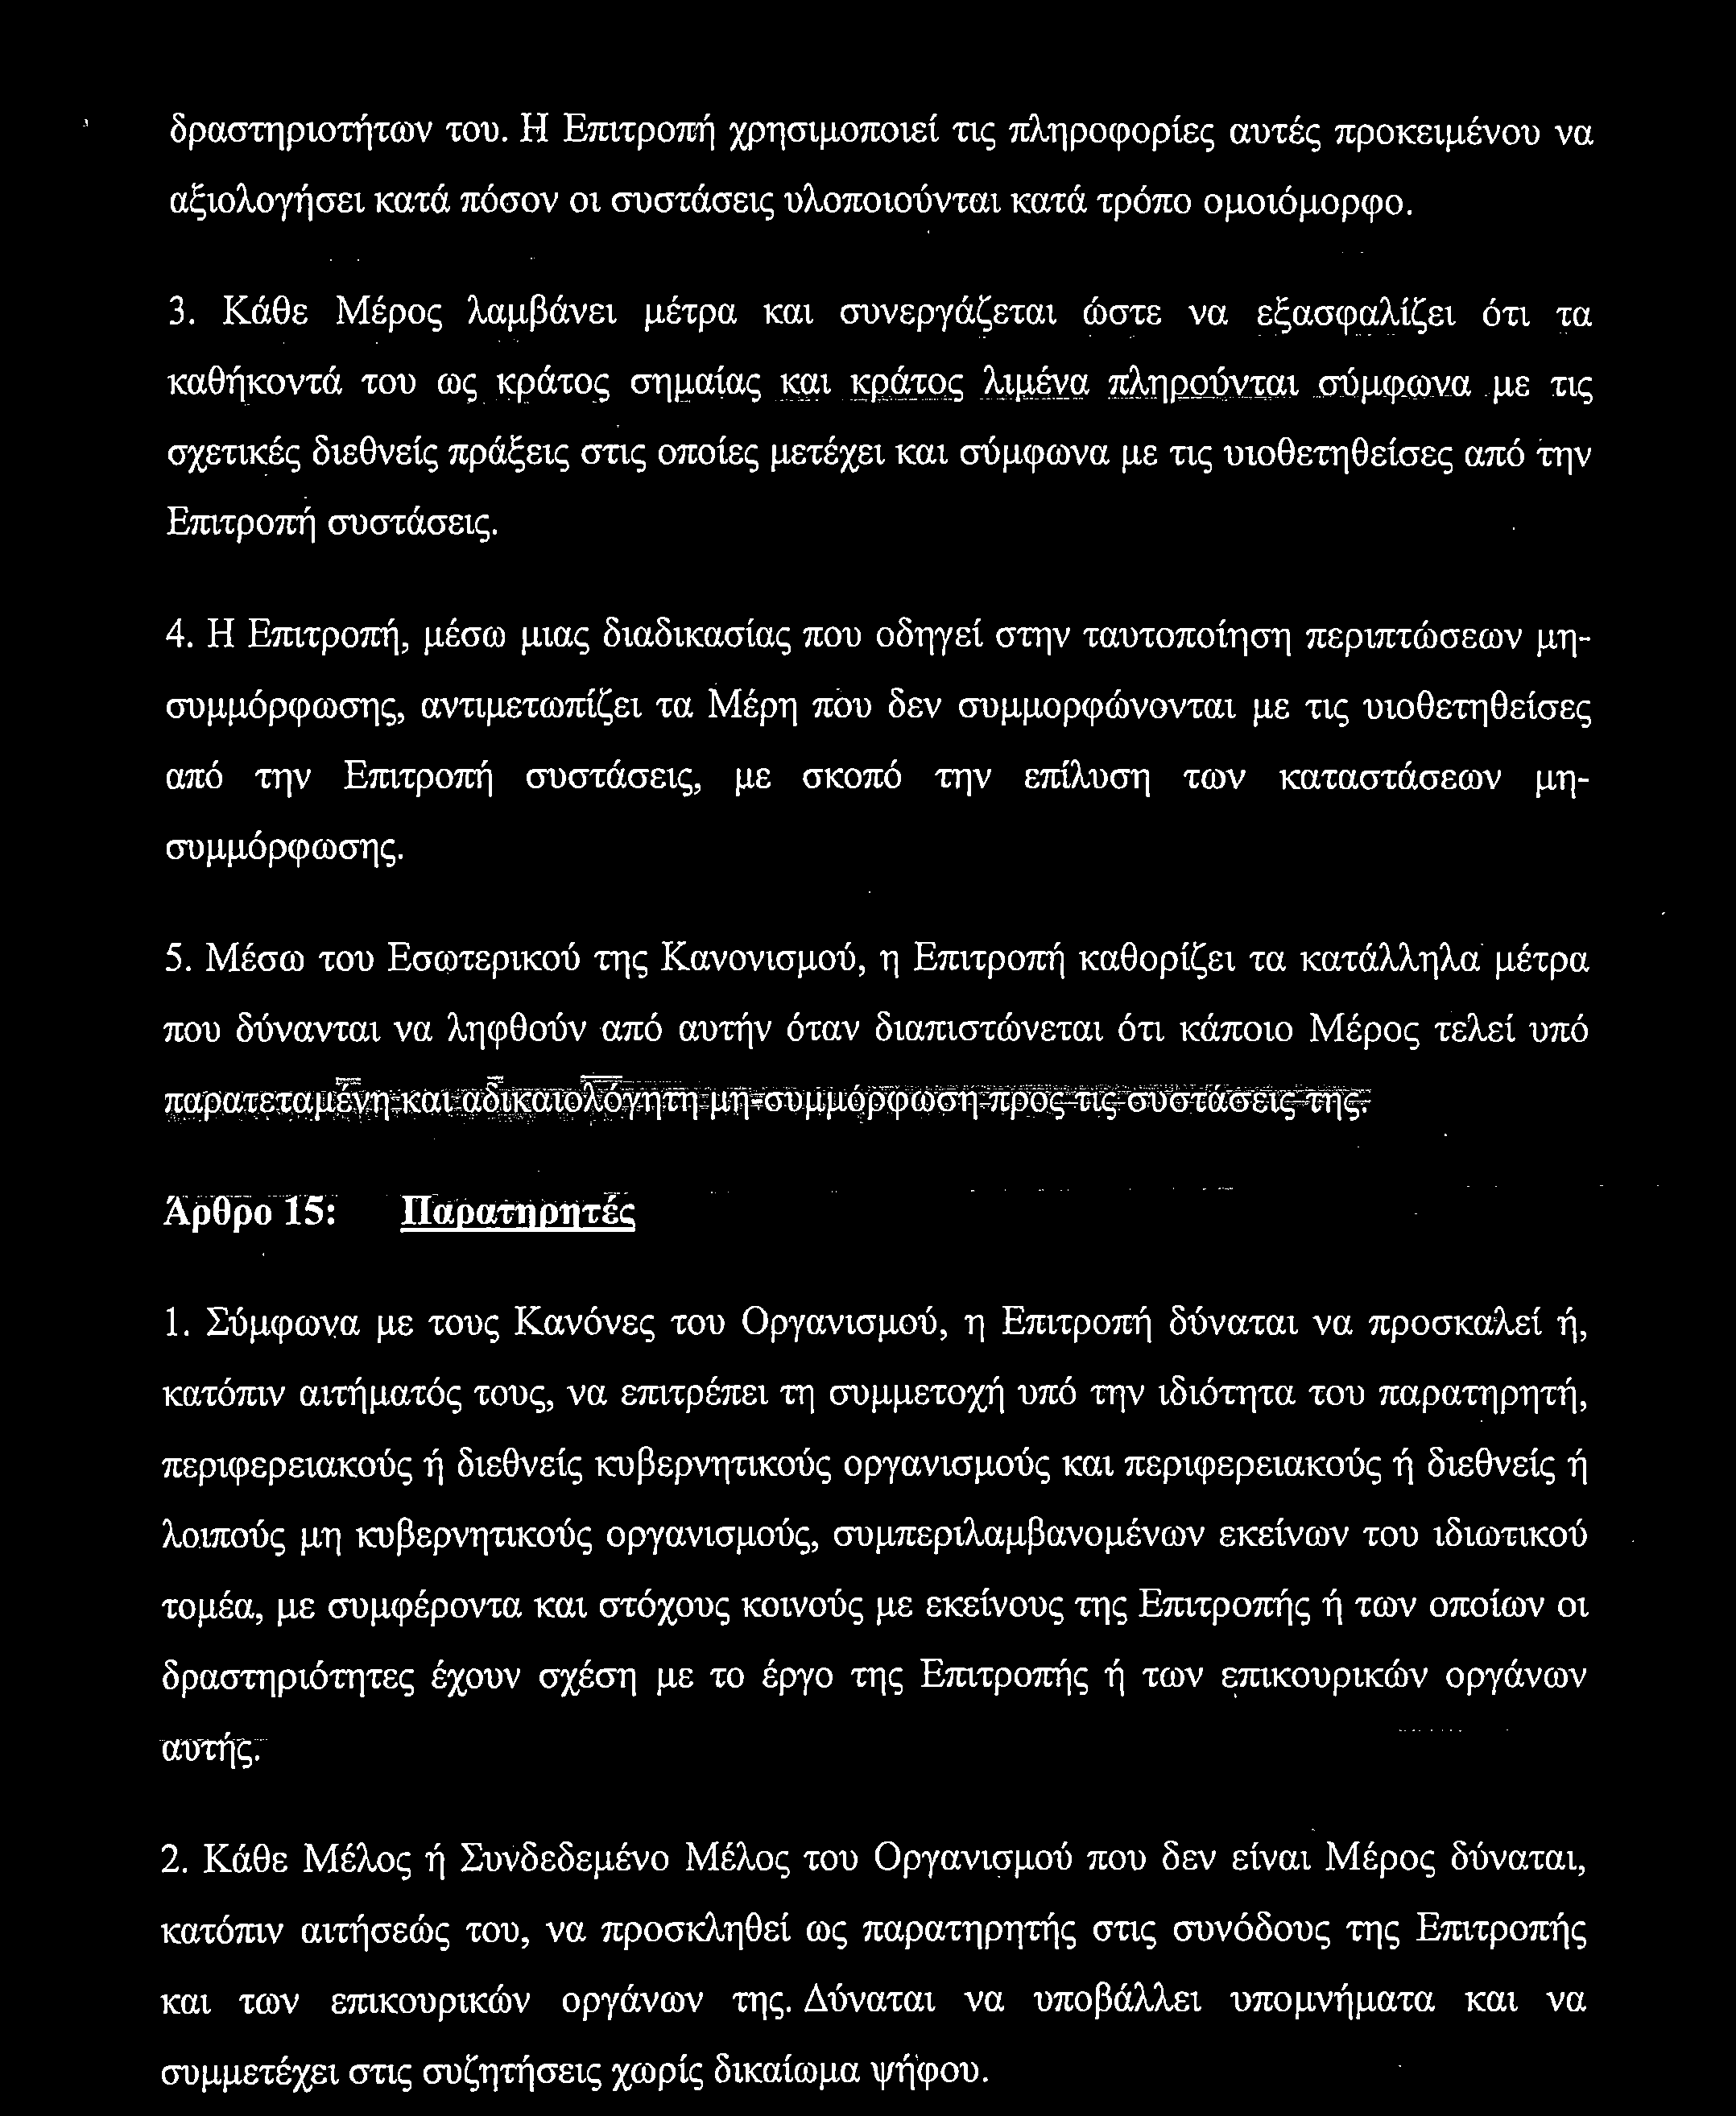 δραστηριοτήτων του. Η Επιτροπή χρησιμοποιεί τις πληροφορίες αυτές προκειμένου να
αξιολογήσει κατά πόσον οι συστάσεις υλοποιούνται κατά τρόπο ομοιόμορφο.
3. Κάθε Μέρος λαμβάνει μέτρα και συνεργάζεται ώστε να εξασφαλίζει ότι τα
καθήκοντά του ως κράτος σημαίας και κράτος λιμένα πληρούνται σύμφωνα με τις
σχετικές διεθνείς πράξεις στις οποίες μετέχει και σύμφωνα με τις υιοθετηθείσες από την
Επιτροπή συστάσεις.
4. Η Επιτροπή, μέσω μιας διαδικασίας που οδηγεί στην ταυτοποίηση περιπτώσεων μη-
συμμόρφωσης, αντιμετωπίζει τα Μέρη που δεν συμμορφώνονται με τις υιοθετηθείσες
από την Επιτροπή συστάσεις, με σκοπό την επίλυση των καταστάσεων μη-
συμμόρφωσης.
5. Μέσω του Εσωτερικού της Κανονισμού, η Επιτροπή καθορίζει τα κατάλληλα μέτρα
που δύνανται να ληφθούν από αυτήν όταν διαπιστώνεται ότι κάποιο Μέρος τελεί υπό
παρατεταμένη και αδικαιολόγητη μη-συμμόρφωση προς τις συστάσεις της.
Άρθρο 15: Παρατηρητές
1. Σύμφωνα με τους Κανόνες του Οργανισμού, η Επιτροπή δύναται να προσκαλεί ή,
κατόπιν αιτήματός τους, να επιτρέπει τη συμμετοχή υπό την ιδιότητα του παρατηρητή,
περιφερειακούς ή διεθνείς κυβερνητικούς οργανισμούς και περιφερειακούς ή διεθνείς ή
λοιπούς μη κυβερνητικούς οργανισμούς, συμπεριλαμβανομένων εκείνων του ιδιωτικού
τομέα, με συμφέροντα και στόχους κοινούς με εκείνους της Επιτροπής ή των οποίων οι
δραστηριότητες έχουν σχέση με το έργο της Επιτροπής ή των επικουρικών οργάνων
αυτής.
2. Κάθε Μέλος ή Συνδεδεμένο Μέλος του Οργανισμού που δεν είναι Μέρος δύναται,
κατόπιν αιτήσεώς του, να προσκληθεί ως παρατηρητής στις συνόδους της Επιτροπής
και των επικουρικών οργάνων της. Δύναται να υποβάλλει υπομνήματα και να
συμμετέχει στις συζητήσεις χωρίς δικαίωμα ψήφου.